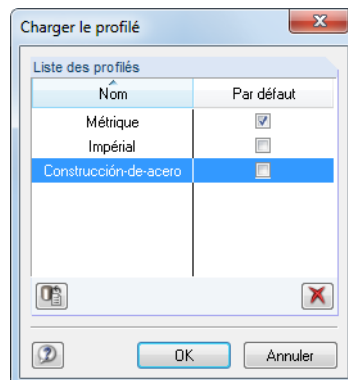 Charger le profilé
Liste des profilés
Nom Par défaut
Métrique
Impérial
Construcción-de-acero
OK Annuler